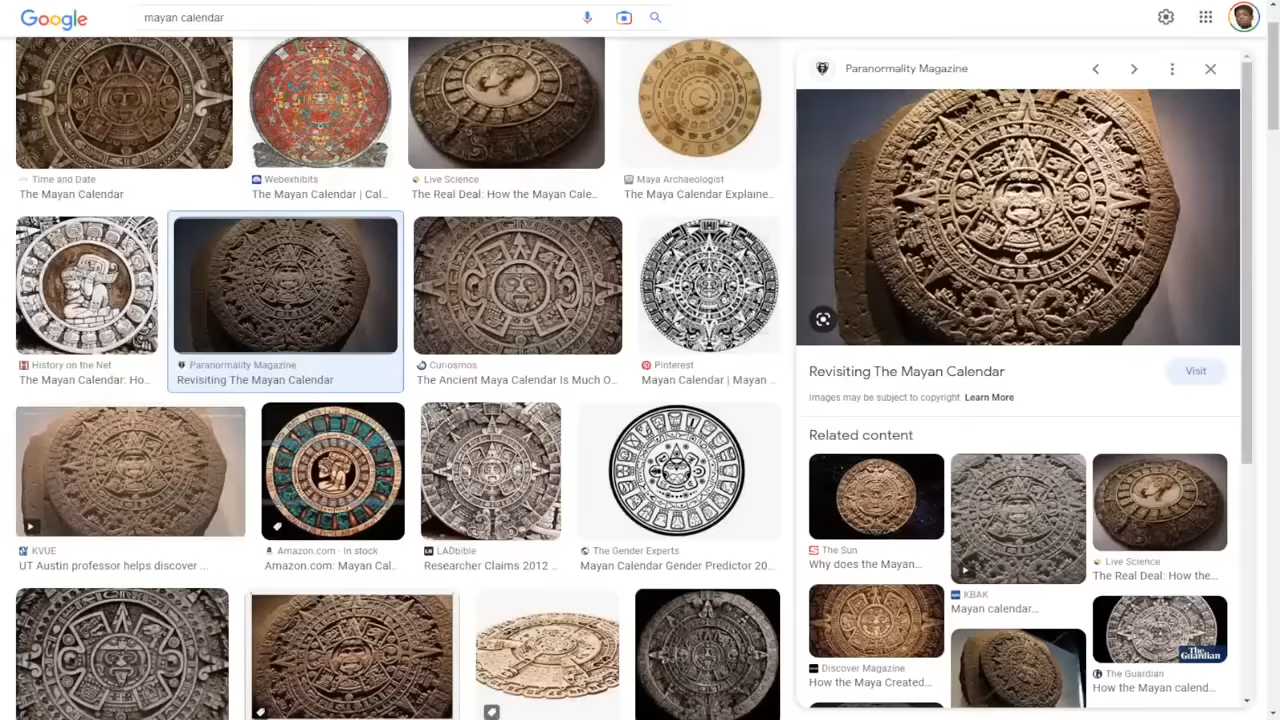 Google
mayan calendar
Time and Date
The Mayan Calendar
Webexhibits
The Mayan Calendar | Cal...
Live Science
The Real Deal: How the Mayan Cale...
Maya Archaeologist
The Maya Calendar Explaine...
History on the Net
The Mayan Calendar: Ho...
Paranormality Magazine
Revisiting The Mayan Calendar
Curiosmos
The Ancient Maya Calendar Is Much O...
Pinterest
Mayan Calendar | Mayan ...
KVUE
UT Austin professor helps discover ...
Amazon.com · In stock
Amazon.com: Mayan Cal...
LADbible
Researcher Claims 2012 ...
The Gender Experts
Mayan Calendar Gender Predictor 20...
Paranormality Magazine
Revisiting The Mayan Calendar
Visit
Images may be subject to copyright. Learn More
Related content
The Sun
Why does the Mayan...
KBAK
Mayan calendar...
Live Science
The Real Deal: How the...
Discover Magazine
How the Maya Created...
The Guardian
The Guardian
How the Mayan calend...